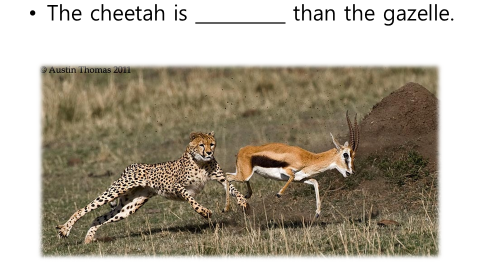 • The cheetah is _________ than the gazelle.
© Austin Thomas 2011